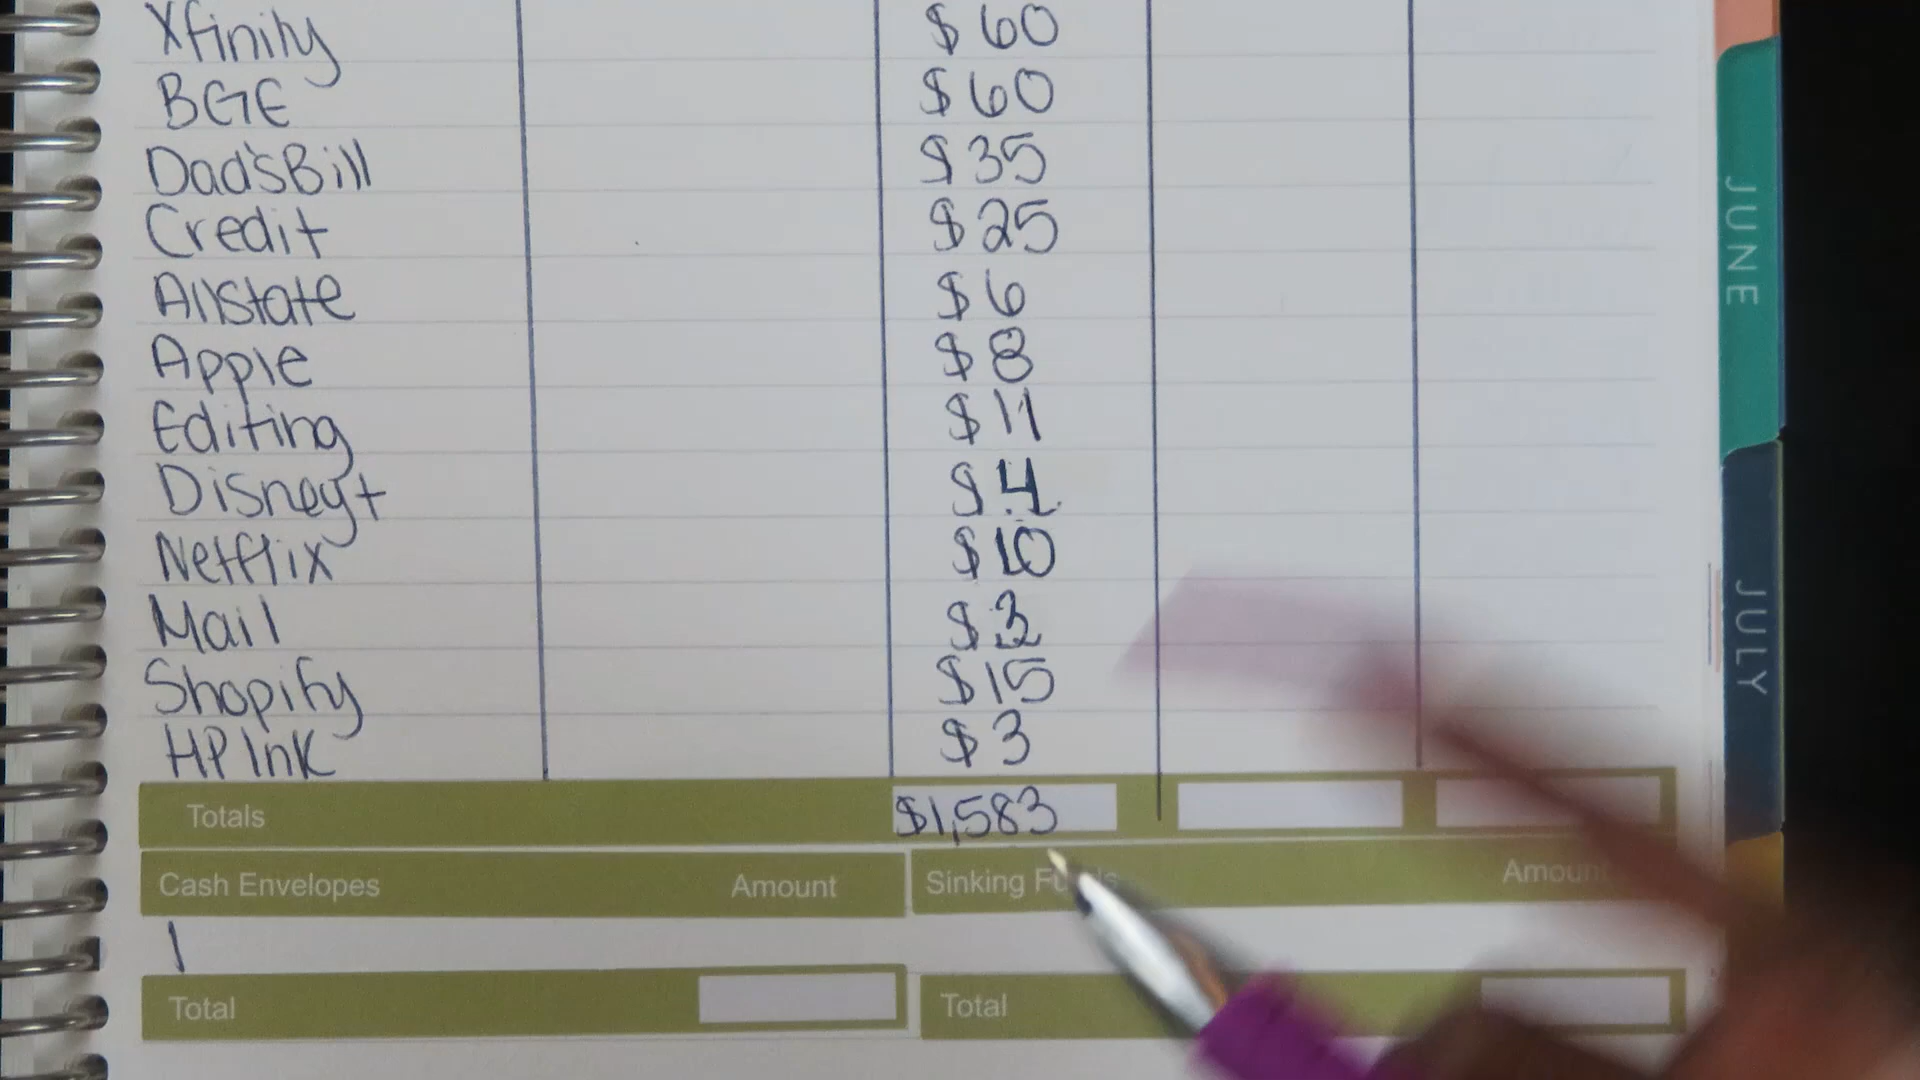 Xfinity $60
BGE $60
Dad'sBill $35
Credit $25
Allstate $6
Apple $8
Editing $11
Disney+ $4
Netflix $10
Mail $3
Shopify $15
HP Ink $3
Totals $1,583
Cash Envelopes Amount Sinking Amount
Total Total
JUNE
JULY